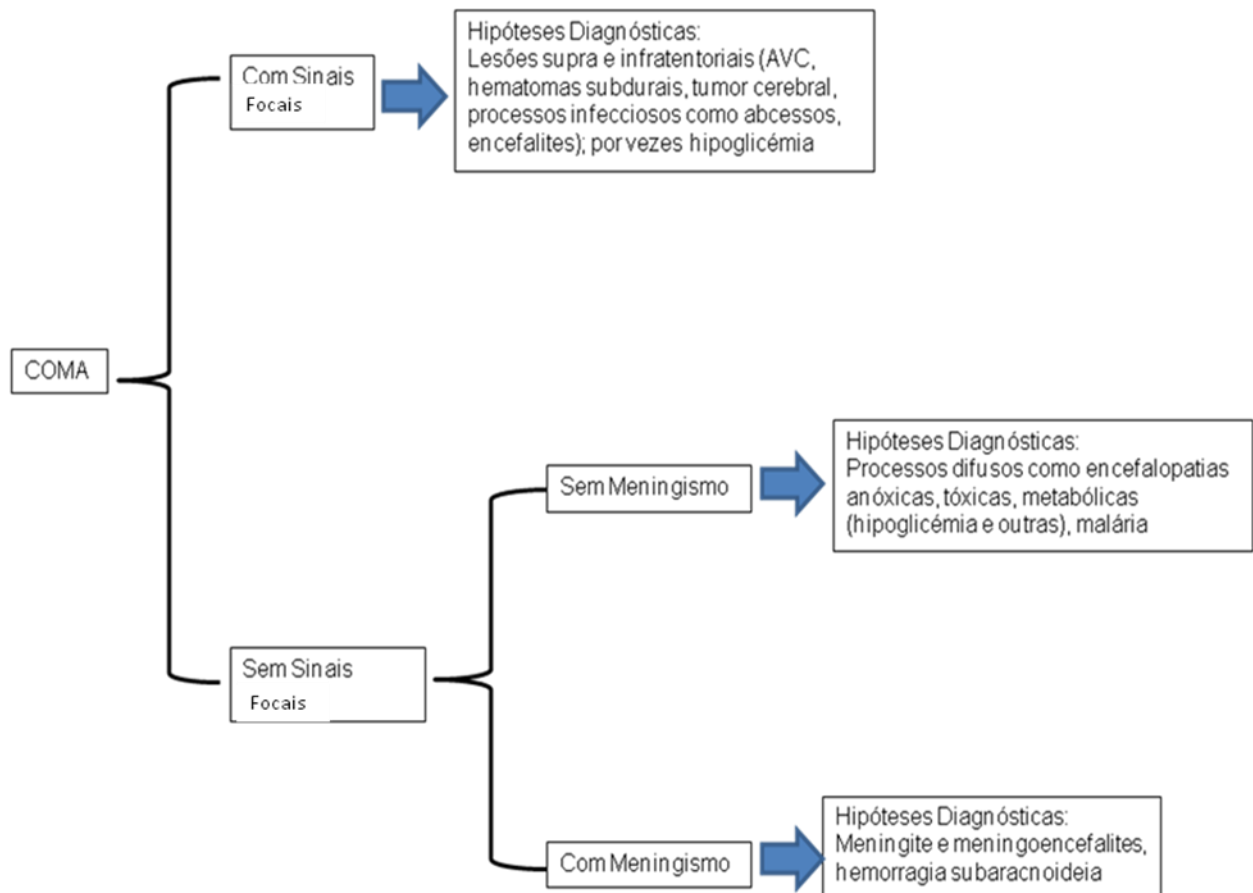 Hipóteses Diagnósticas:
Lesões supra e infratentoriais (AVC,
hematomas subdurais, tumor cerebral,
processos infecciosos como abcessos,
encefalites); por vezes hipoglicémia
Com Sinais
Focais
COMA
Hipóteses Diagnósticas:
Processos difusos como encefalopatias
anóxicas, tóxicas, metabólicas
(hipoglicémia e outras), malária
Sem Meningismo
Sem Sinais
Focais
Hipóteses Diagnósticas:
Meningite e meningoencefalites,
hemorragia subaracnoideia
Com Meningismo